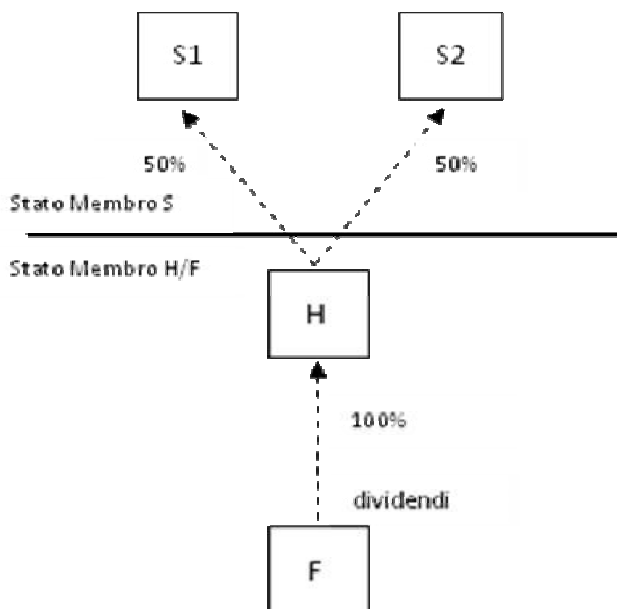 S1 S2
50% 50%
Stato Membro S
Stato Membro H/F
H
100%
dividendi
F